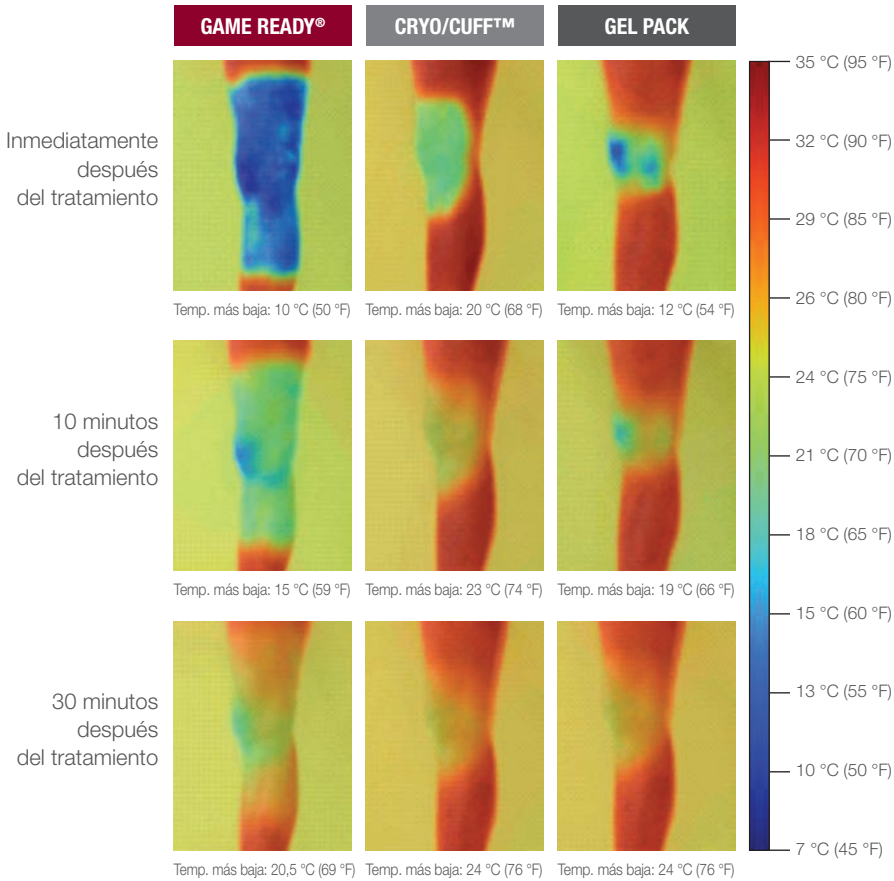 GAME READY®
CRYO/CUFF™
GEL PACK
Inmediatamente
después
del tratamiento
Temp. más baja: 10 °C (50 °F)
Temp. más baja: 20 °C (68 °F)
Temp. más baja: 12 °C (54 °F)
10 minutos
después
del tratamiento
Temp. más baja: 15 °C (59 °F)
Temp. más baja: 23 °C (74 °F)
Temp. más baja: 19 °C (66 °F)
30 minutos
después
del tratamiento
Temp. más baja: 20,5 °C (69 °F)
Temp. más baja: 24 °C (76 °F)
Temp. más baja: 24 °C (76 °F)
35 °C (95 °F)
32 °C (90 °F)
29 °C (85 °F)
26 °C (80 °F)
24 °C (75 °F)
21 °C (70 °F)
18 °C (65 °F)
15 °C (60 °F)
13 °C (55 °F)
10 °C (50 °F)
7 °C (45 °F)